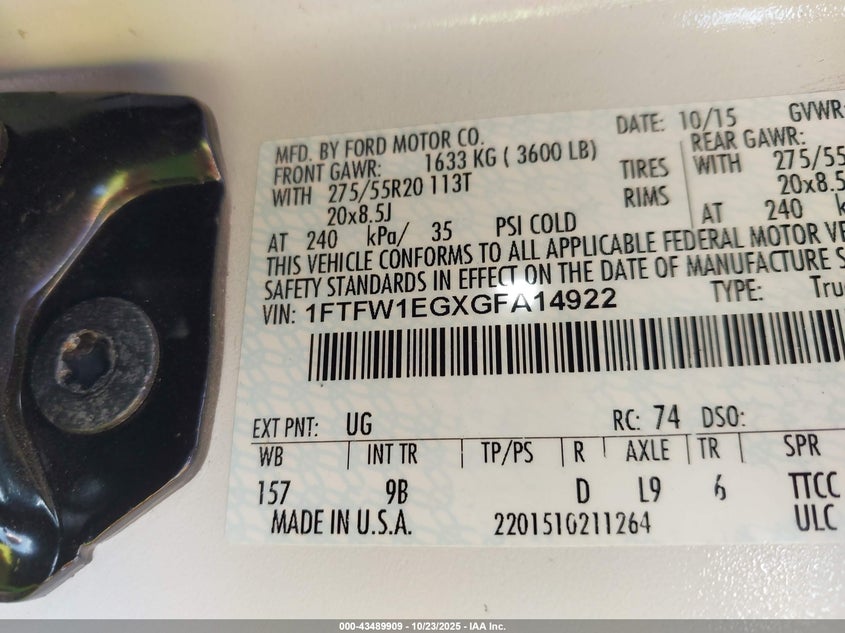 MFD. BY FORD MOTOR CO. DATE: 10/15 GVWR:
FRONT GAWR: 1633 KG ( 3600 LB) REAR GAWR:
WITH 275/55R20 113T TIRES WITH 275/55
20x8.5J RIMS 20x8.5
AT 240 kPa/ 35 PSI COLD AT 240
THIS VEHICLE CONFORMS TO ALL APPLICABLE FEDERAL MOTOR VE
SAFETY STANDARDS IN EFFECT ON THE DATE OF MANUFACTURE S
VIN: 1FTFW1EGXGFA14922 TYPE: Truc
EXT PNT: UG RC: 74 DSO:
WB | INT TR | TP/PS | R | AXLE | TR | SPR
157 9B D L9 6 TTCC
MADE IN U.S.A. 2201510211264 ULC
000-43489909 - 10/23/2025 - IAA Inc.